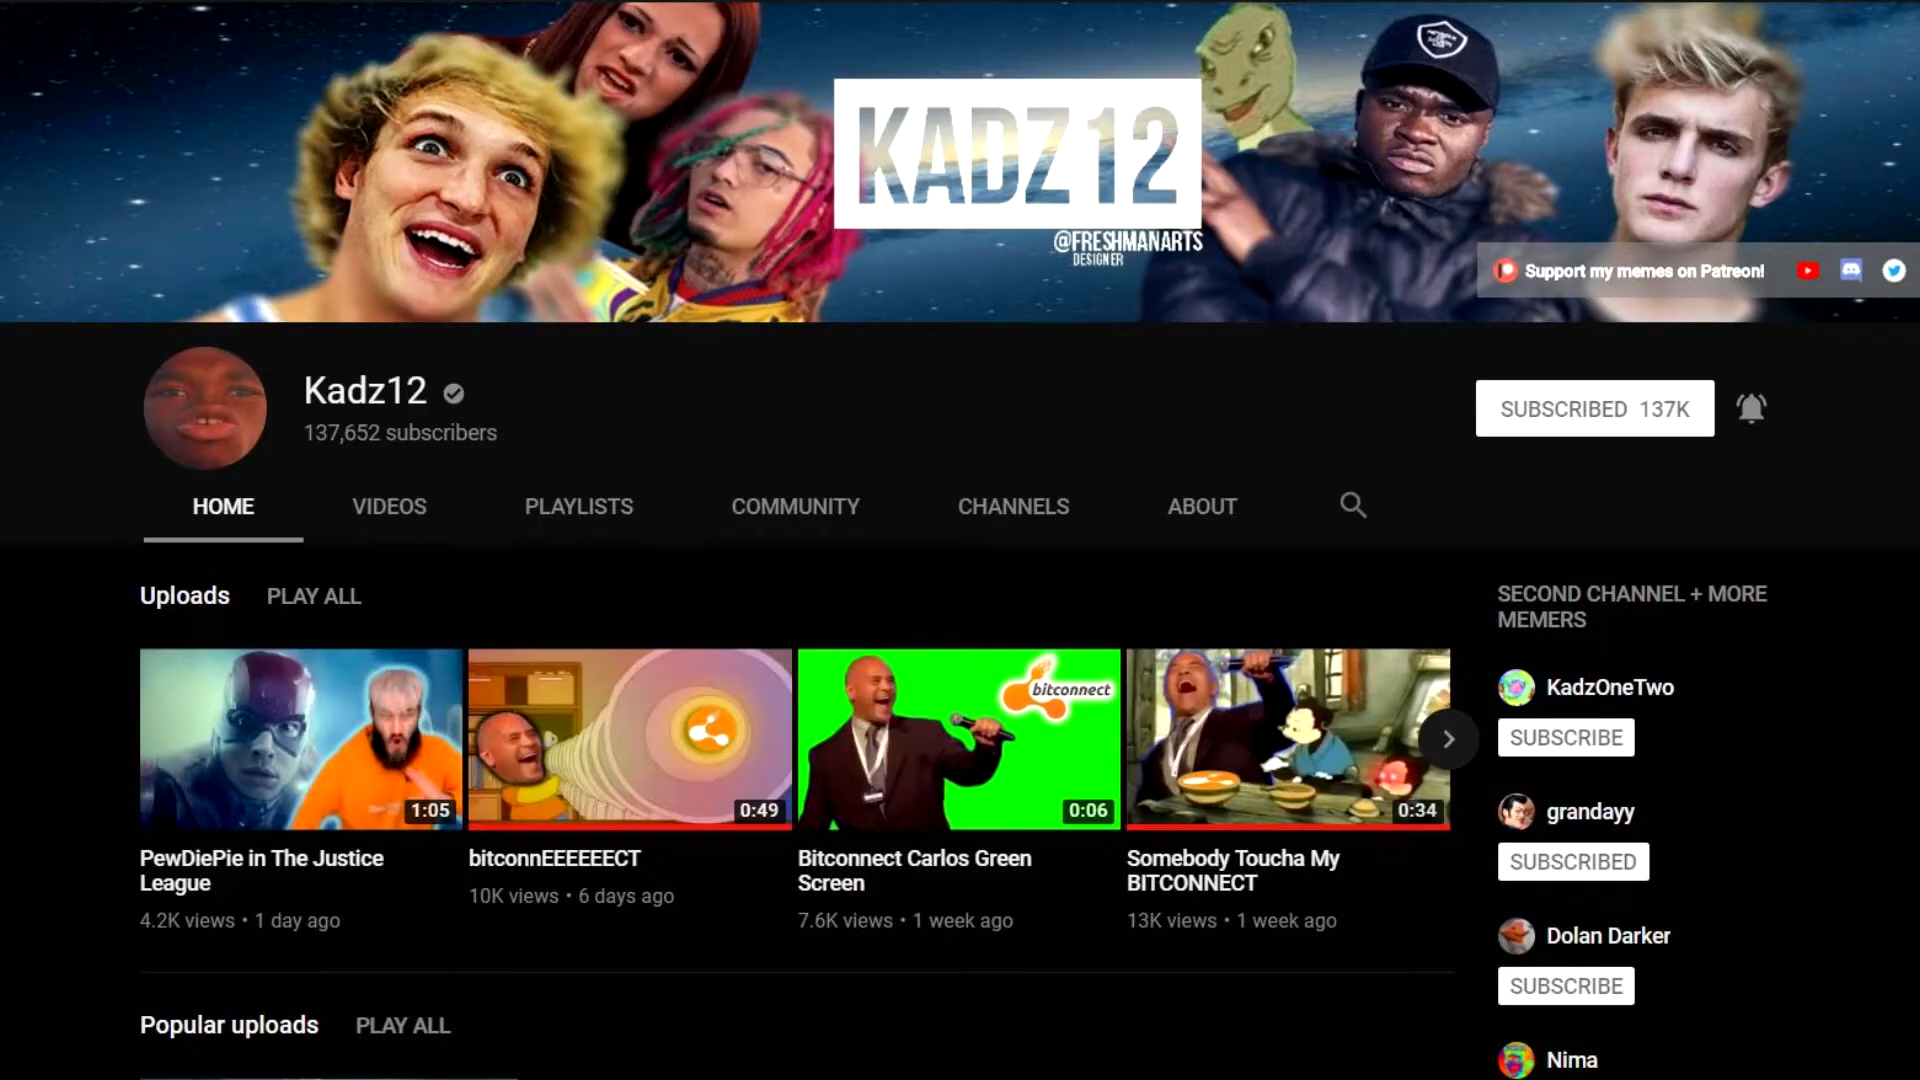 KADZ12
@FRESHMANARTS
DESIGNER
Support my memes on Patreon!
Kadz12
137,652 subscribers
SUBSCRIBED 137K
HOME VIDEOS PLAYLISTS COMMUNITY CHANNELS ABOUT
Uploads PLAY ALL
1:05
0:49
bitconnect
0:06
0:34
PewDiePie in The Justice
League
4.2K views • 1 day ago
bitconnEEEEEECT
10K views • 6 days ago
Bitconnect Carlos Green
Screen
7.6K views • 1 week ago
Somebody Toucha My
BITCONNECT
13K views • 1 week ago
Popular uploads PLAY ALL
SECOND CHANNEL + MORE
MEMERS
KadzOneTwo
SUBSCRIBE
grandayy
SUBSCRIBED
Dolan Darker
SUBSCRIBE
Nima